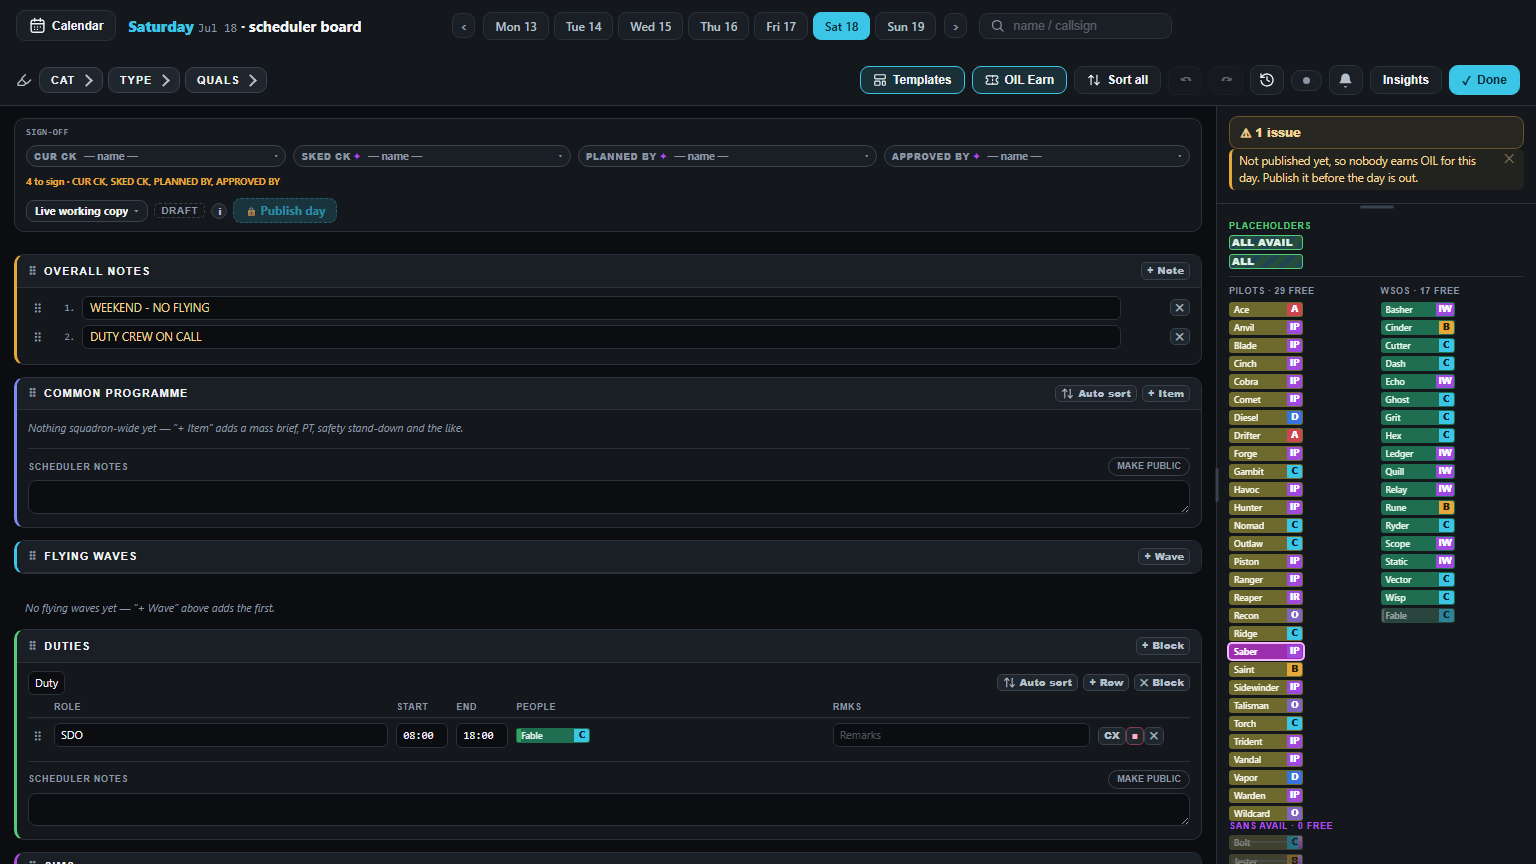 Calendar
Saturday Jul 18 · scheduler board
‹ Mon 13 Tue 14 Wed 15 Thu 16 Fri 17 Sat 18 Sun 19 ›
name / callsign
CAT TYPE QUALS
Templates OIL Earn Sort all Insights ✓ Done
SIGN-OFF
CUR CK — name — SKED CK ✦ — name — PLANNED BY ✦ — name — APPROVED BY ✦ — name —
4 to sign · CUR CK, SKED CK, PLANNED BY, APPROVED BY
Live working copy DRAFT i Publish day
OVERALL NOTES + Note
1. WEEKEND - NO FLYING
2. DUTY CREW ON CALL
COMMON PROGRAMME Auto sort + Item
Nothing squadron-wide yet — "+ Item" adds a mass brief, PT, safety stand-down and the like.
SCHEDULER NOTES MAKE PUBLIC
FLYING WAVES + Wave
No flying waves yet — "+ Wave" above adds the first.
DUTIES + Block
Duty Auto sort + Row ✕ Block
ROLE START END PEOPLE RMKS
SDO 08:00 18:00 Fable C Remarks CX
SCHEDULER NOTES MAKE PUBLIC
SIMS
⚠ 1 issue
Not published yet, so nobody earns OIL for this
day. Publish it before the day is out.
PLACEHOLDERS
ALL AVAIL
ALL
PILOTS · 29 FREE
Ace A
Anvil IP
Blade IP
Cinch IP
Cobra IP
Comet IP
Diesel D
Drifter A
Forge IP
Gambit C
Havoc IP
Hunter IP
Nomad C
Outlaw C
Piston IP
Ranger IP
Reaper IR
Recon O
Ridge C
Saber IP
Saint B
Sidewinder IP
Talisman O
Torch C
Trident IP
Vandal IP
Vapor D
Warden IP
Wildcard O
WSOS · 17 FREE
Basher IW
Cinder B
Cutter C
Dash C
Echo IW
Ghost C
Grit C
Hex C
Ledger IW
Quill IW
Relay IW
Rune B
Ryder C
Scope IW
Static IW
Vector C
Wisp C
Fable C
SANS AVAIL · 0 FREE
Bolt C
Jester B